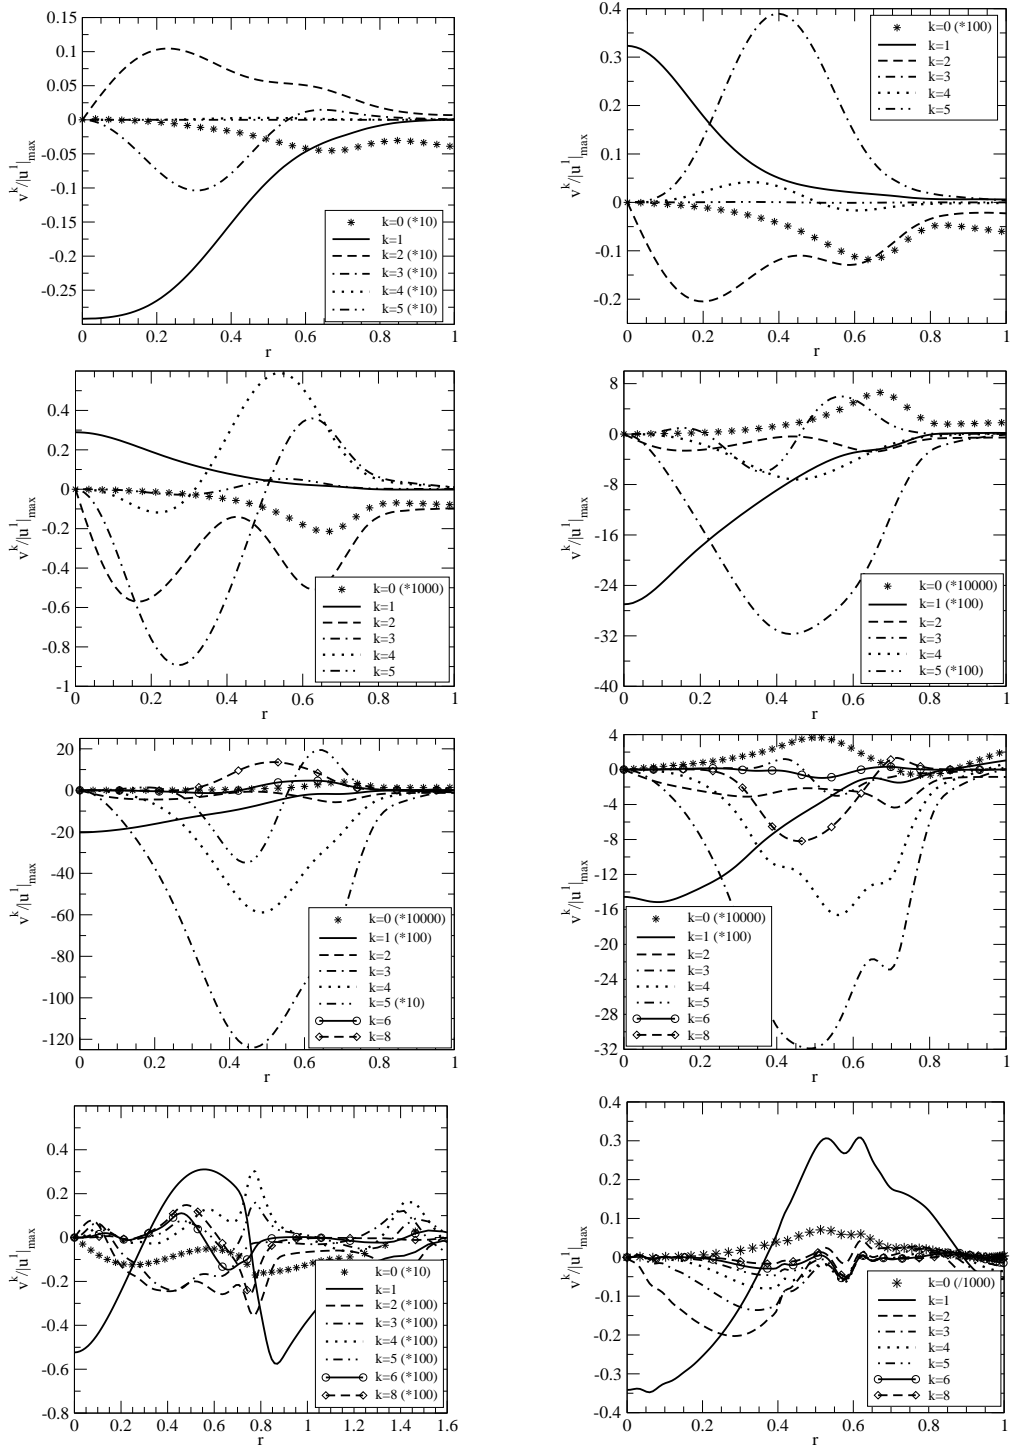 0.15
0.1
0.05
0
-0.05
-0.1
-0.15
-0.2
-0.25
v^k/|u^1|_max
0 0.2 0.4 0.6 0.8 1
r
k=0 (*10)
k=1
k=2 (*10)
k=3 (*10)
k=4 (*10)
k=5 (*10)
0.4
0.3
0.2
0.1
0
-0.1
-0.2
v^k/|u^1|_max
0 0.2 0.4 0.6 0.8 1
r
k=0 (*100)
k=1
k=2
k=3
k=4
k=5
0.4
0.2
0
-0.2
-0.4
-0.6
-0.8
-1
v^k/|u^1|_max
0 0.2 0.4 0.6 0.8 1
r
k=0 (*1000)
k=1
k=2
k=3
k=4
k=5
8
0
-8
-16
-24
-32
-40
v^k/|u^1|_max
0 0.2 0.4 0.6 0.8 1
r
k=0 (*10000)
k=1 (*100)
k=2
k=3
k=4
k=5 (*100)
20
0
-20
-40
-60
-80
-100
-120
v^k/|u^1|_max
0 0.2 0.4 0.6 0.8 1
r
k=0 (*10000)
k=1 (*100)
k=2
k=3
k=4
k=5 (*10)
k=6
k=8
4
0
-4
-8
-12
-16
-20
-24
-28
-32
v^k/|u^1|_max
0 0.2 0.4 0.6 0.8 1
r
k=0 (*10000)
k=1 (*100)
k=2
k=3
k=4
k=5
k=6
k=8
0.4
0.2
0
-0.2
-0.4
-0.6
-0.8
v^k/|u^1|_max
0 0.2 0.4 0.6 0.8 1 1.2 1.4 1.6
r
k=0 (*10)
k=1
k=2 (*100)
k=3 (*100)
k=4 (*100)
k=5 (*100)
k=6 (*100)
k=8 (*100)
0.4
0.3
0.2
0.1
0
-0.1
-0.2
-0.3
-0.4
v^k/|u^1|_max
0 0.2 0.4 0.6 0.8 1
r
k=0 (/1000)
k=1
k=2
k=3
k=4
k=5
k=6
k=8